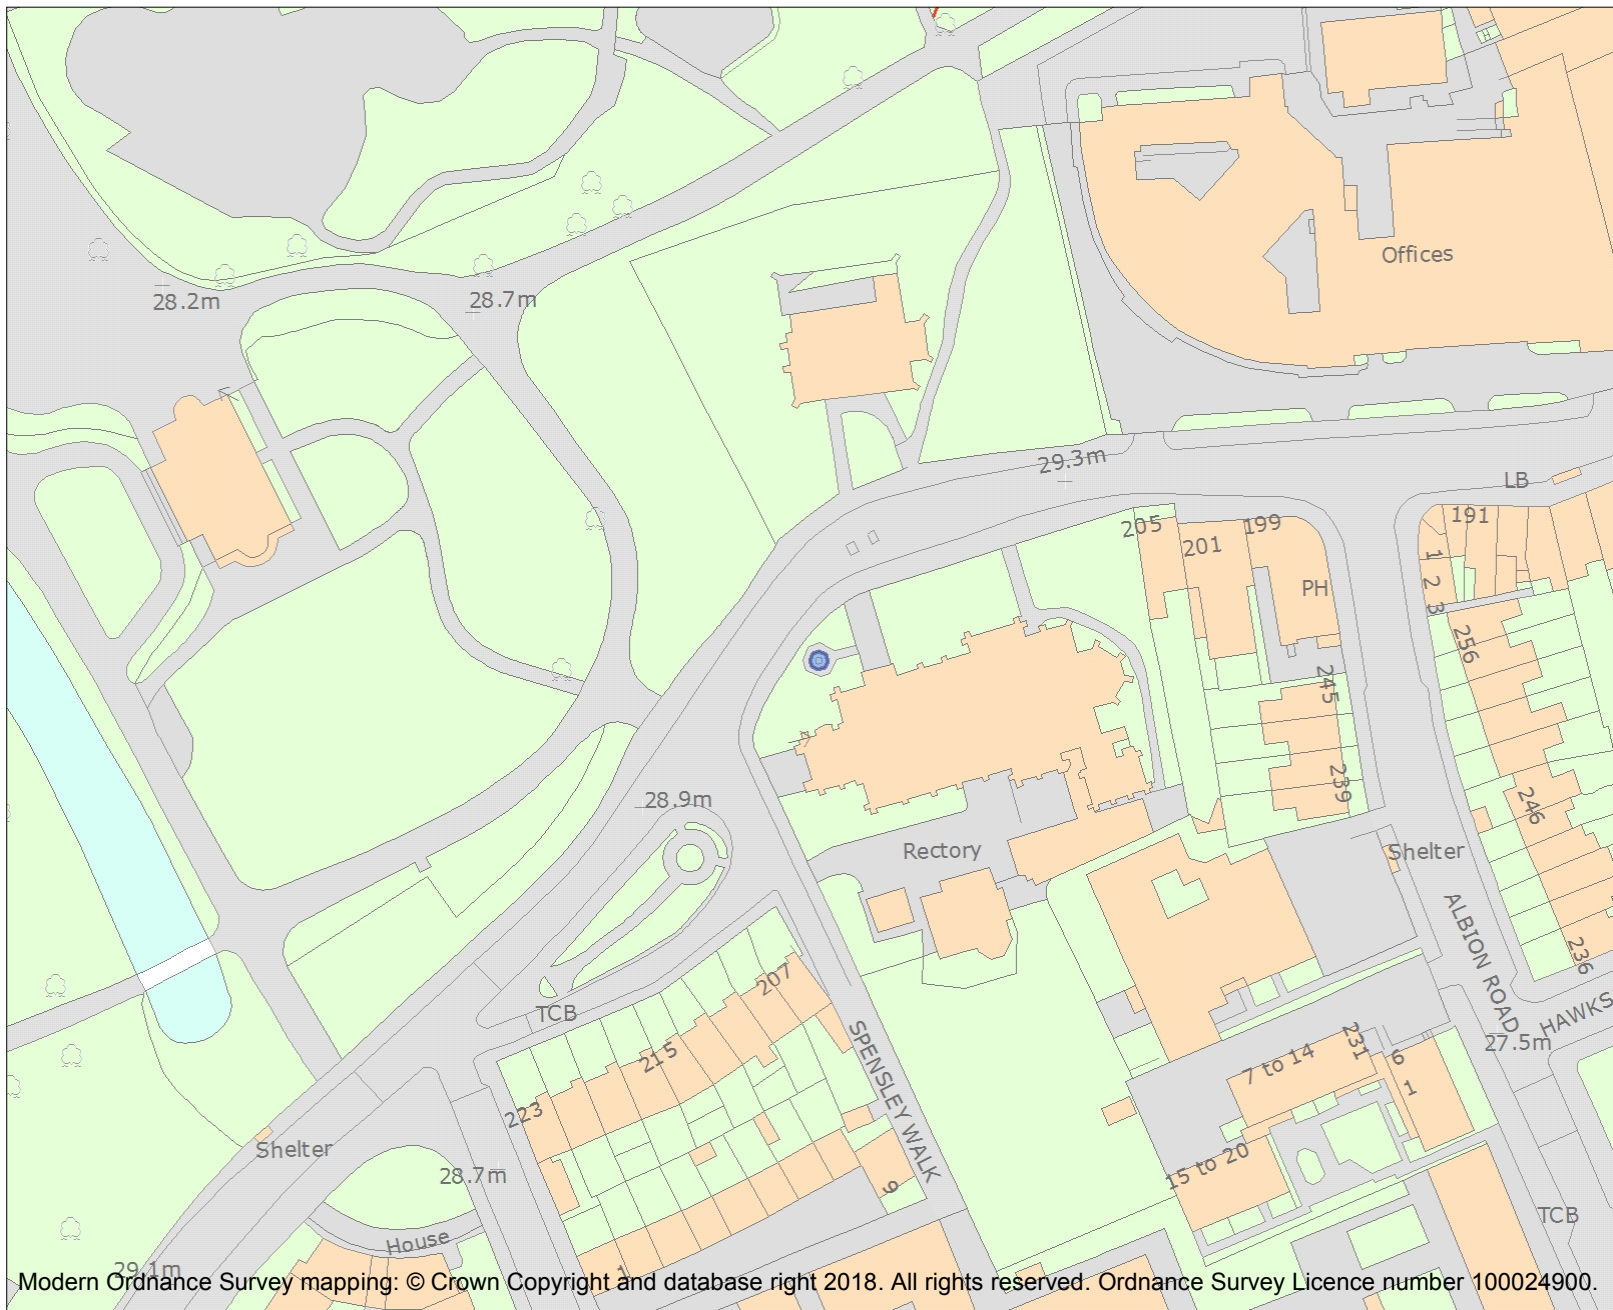 Offices
28.2m
28.7m
29.3m
LB
205
201
199
191
PH
1
2
3
256
245
239
246
28.9m
Rectory
Shelter
ALBION ROAD
236
207
TCB
HAWKS
27.5m
SPENSLEY WALK
215
231
6
7 to 14
1
223
Shelter
28.7m
15 to 20
9
TCB
House
29.1m
1
Modern Ordnance Survey mapping: © Crown Copyright and database right 2018. All rights reserved. Ordnance Survey Licence number 100024900.